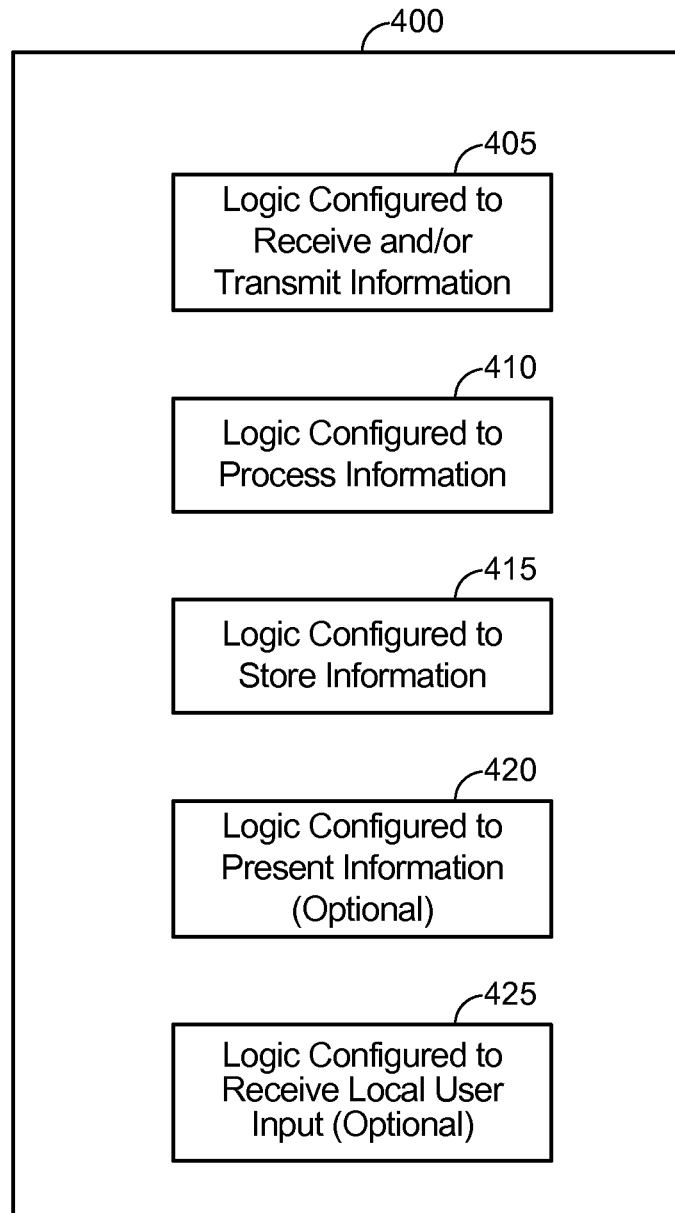 400
405
Logic Configured to
Receive and/or
Transmit Information
410
Logic Configured to
Process Information
415
Logic Configured to
Store Information
420
Logic Configured to
Present Information
(Optional)
425
Logic Configured to
Receive Local User
Input (Optional)